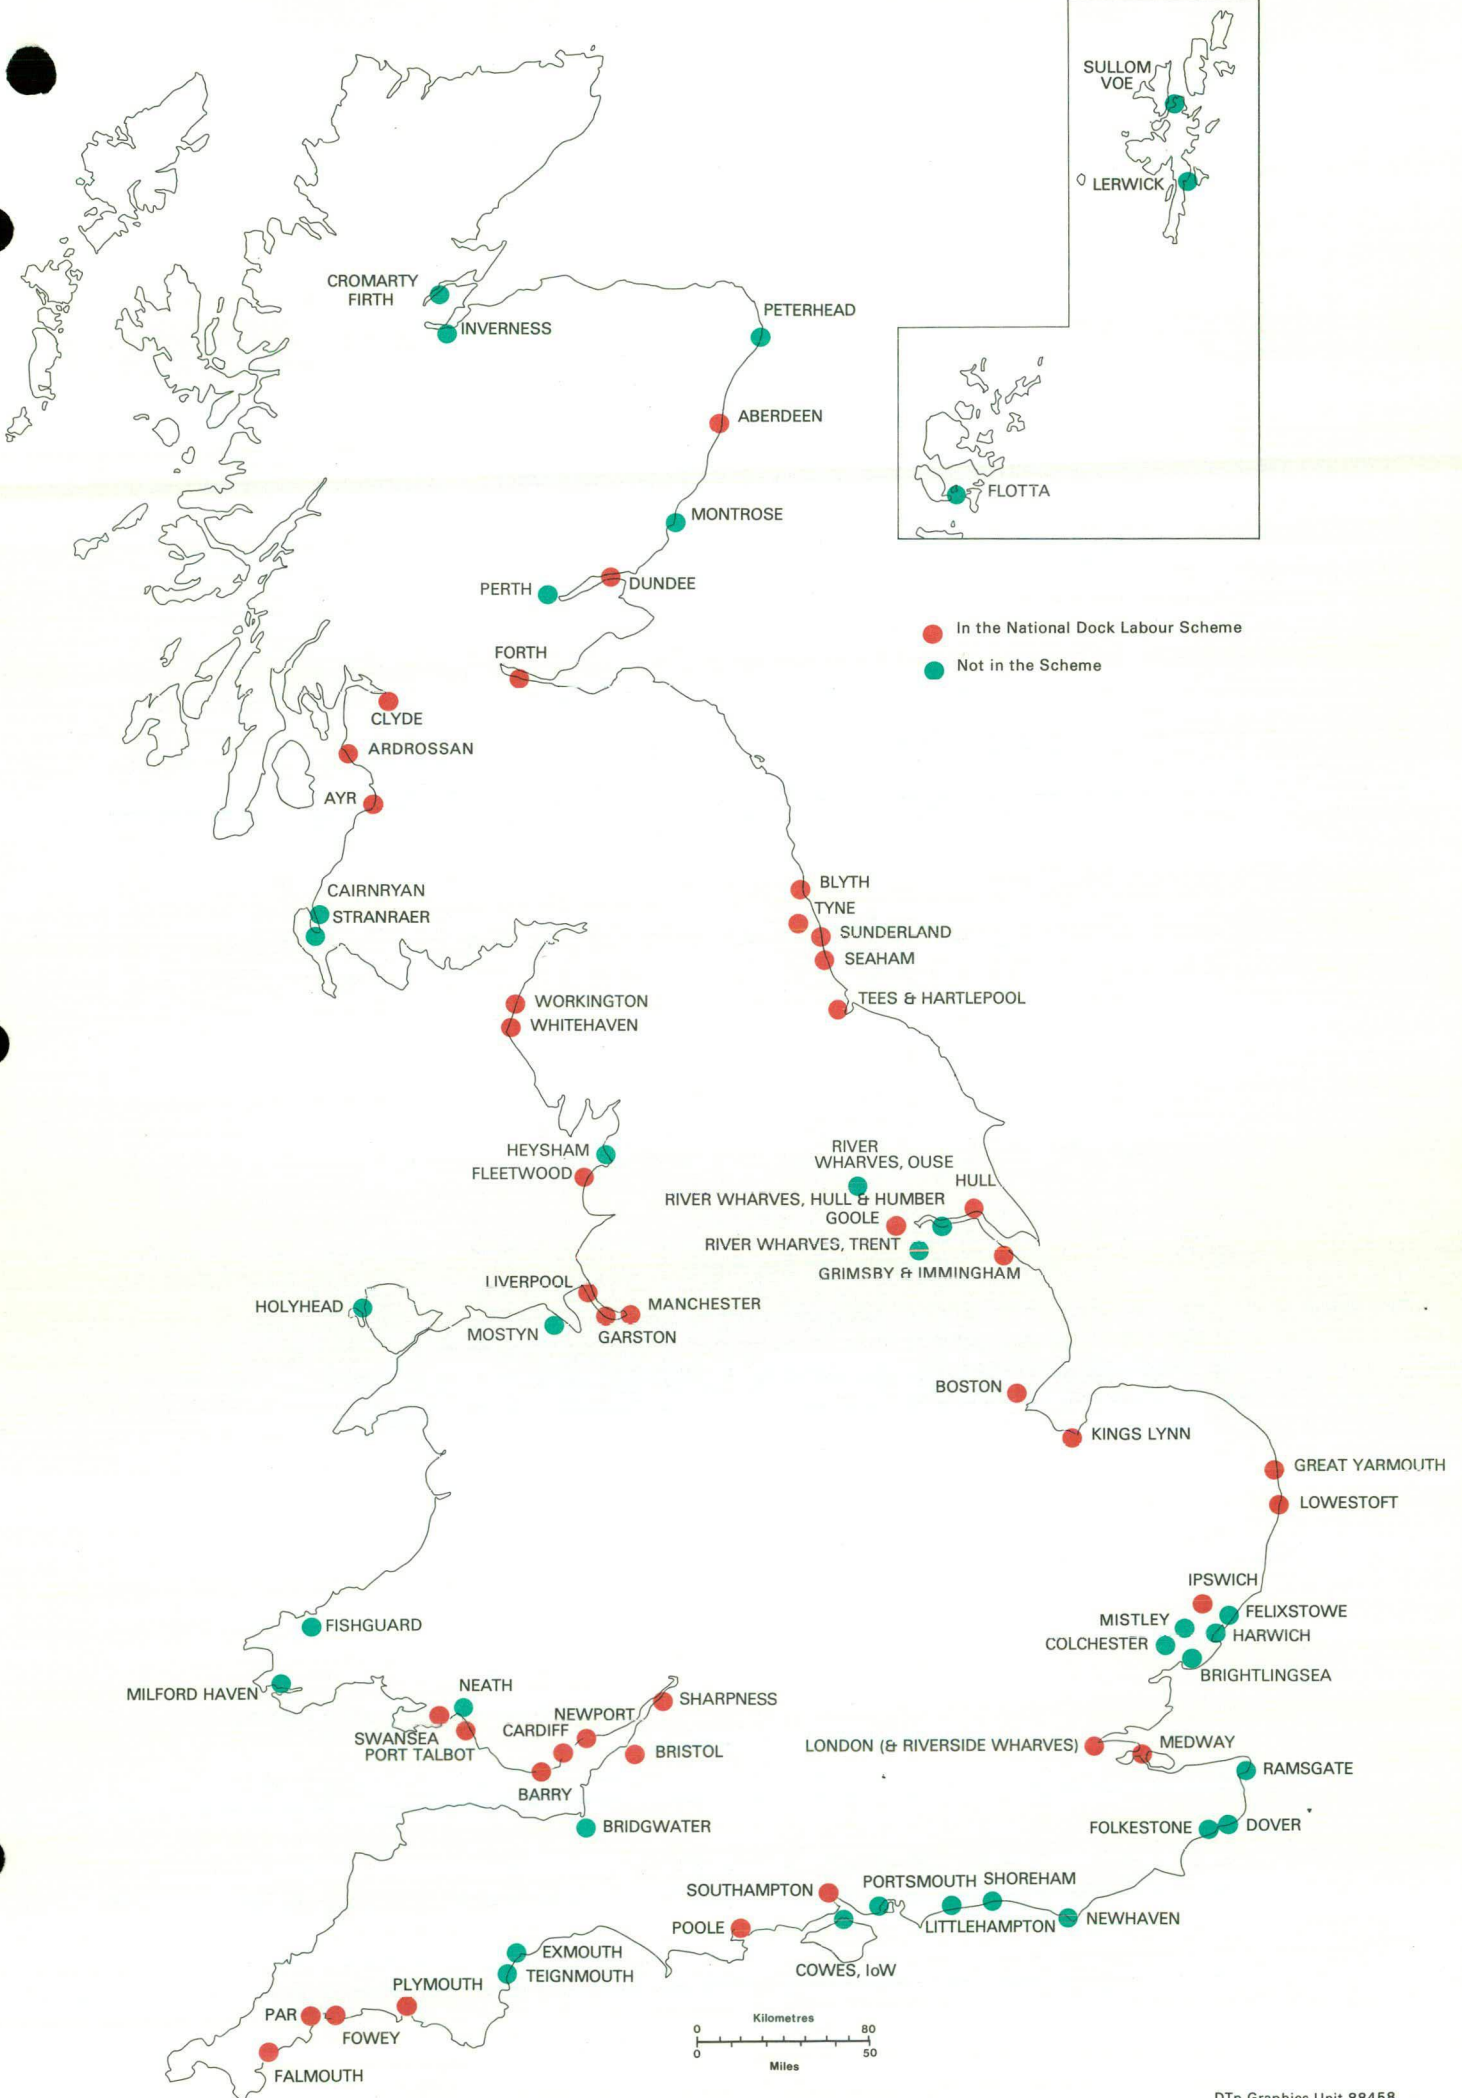 SULLOM
VOE
LERWICK
CROMARTY
FIRTH
INVERNESS
PETERHEAD
ABERDEEN
FLOTTA
MONTROSE
PERTH
DUNDEE
In the National Dock Labour Scheme
Not in the Scheme
FORTH
CLYDE
ARDROSSAN
AYR
CAIRNRYAN
STRANRAER
BLYTH
TYNE
SUNDERLAND
SEAHAM
TEES & HARTLEPOOL
WORKINGTON
WHITEHAVEN
HEYSHAM
FLEETWOOD
RIVER
WHARVES, OUSE
HULL
RIVER WHARVES, HULL & HUMBER
GOOLE
RIVER WHARVES, TRENT
GRIMSBY & IMMINGHAM
LIVERPOOL
HOLYHEAD
MANCHESTER
MOSTYN
GARSTON
BOSTON
KINGS LYNN
GREAT YARMOUTH
LOWESTOFT
IPSWICH
FELIXSTOWE
MISTLEY
HARWICH
COLCHESTER
BRIGHTLINGSEA
FISHGUARD
MILFORD HAVEN
NEATH
SHARPNESS
NEWPORT
CARDIFF
SWANSEA
PORT TALBOT
BRISTOL
BARRY
BRIDGWATER
LONDON (& RIVERSIDE WHARVES)
MEDWAY
RAMSGATE
FOLKESTONE
DOVER
SOUTHAMPTON
PORTSMOUTH
SHOREHAM
POOLE
LITTLEHAMPTON
NEWHAVEN
COWES, IoW
EXMOUTH
TEIGNMOUTH
PLYMOUTH
PAR
FOWEY
FALMOUTH
Kilometres
0 80
0 50
Miles
DTp Graphics Unit 88458